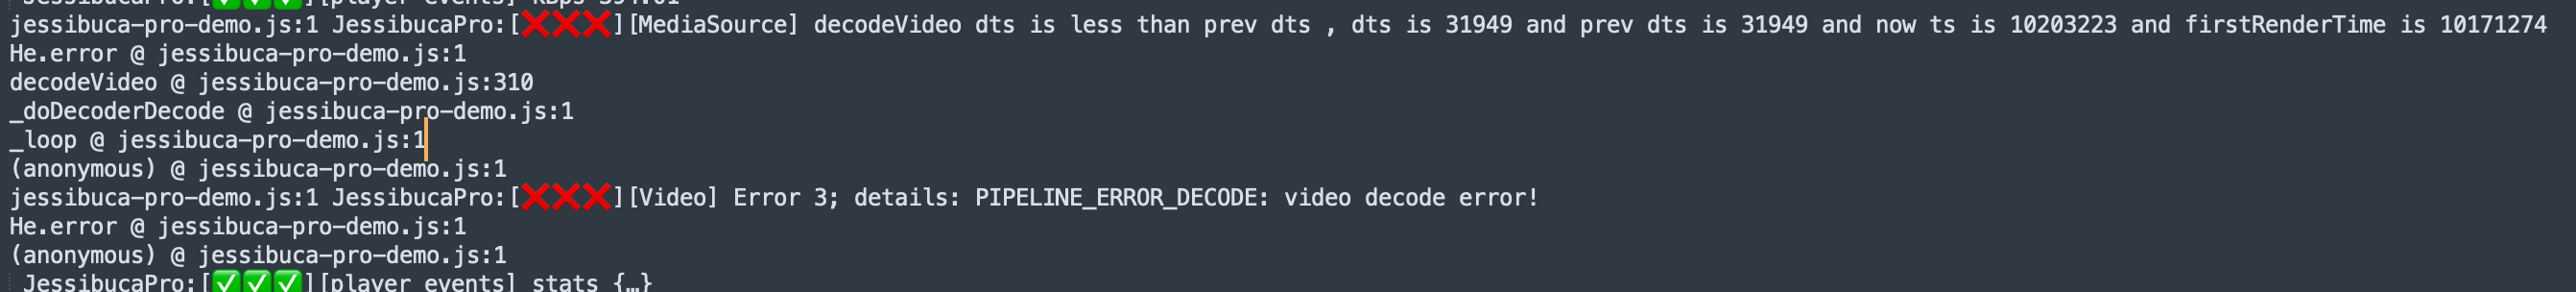 JessibucaPro:[✅✅✅][player events] kBps 394.01
jessibuca-pro-demo.js:1 JessibucaPro:[❌❌❌][MediaSource] decodeVideo dts is less than prev dts , dts is 31949 and prev dts is 31949 and now ts is 10203223 and firstRenderTime is 10171274
He.error @ jessibuca-pro-demo.js:1
decodeVideo @ jessibuca-pro-demo.js:310
_doDecoderDecode @ jessibuca-pro-demo.js:1
_loop @ jessibuca-pro-demo.js:1
(anonymous) @ jessibuca-pro-demo.js:1
jessibuca-pro-demo.js:1 JessibucaPro:[❌❌❌][Video] Error 3; details: PIPELINE_ERROR_DECODE: video decode error!
He.error @ jessibuca-pro-demo.js:1
(anonymous) @ jessibuca-pro-demo.js:1
JessibucaPro:[✅✅✅][player events] stats {…}